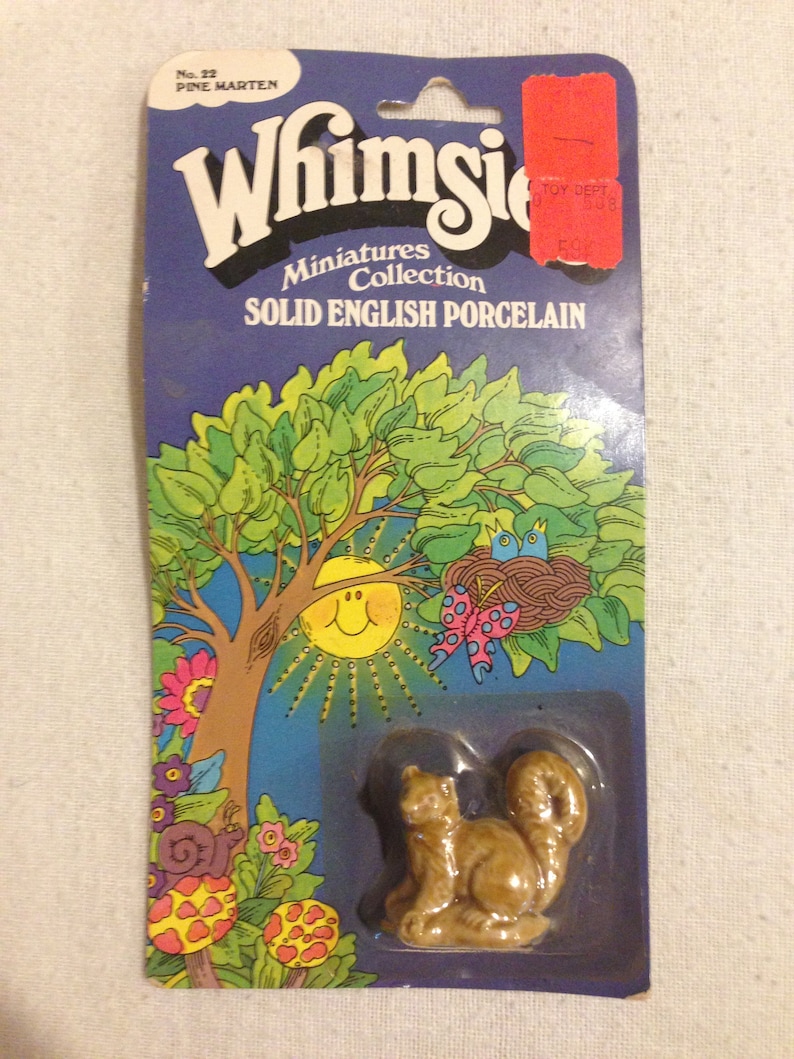 No. 22
PINE MARTEN
Whimsie
Miniatures
Collection
SOLID ENGLISH PORCELAIN
TOY DEPT